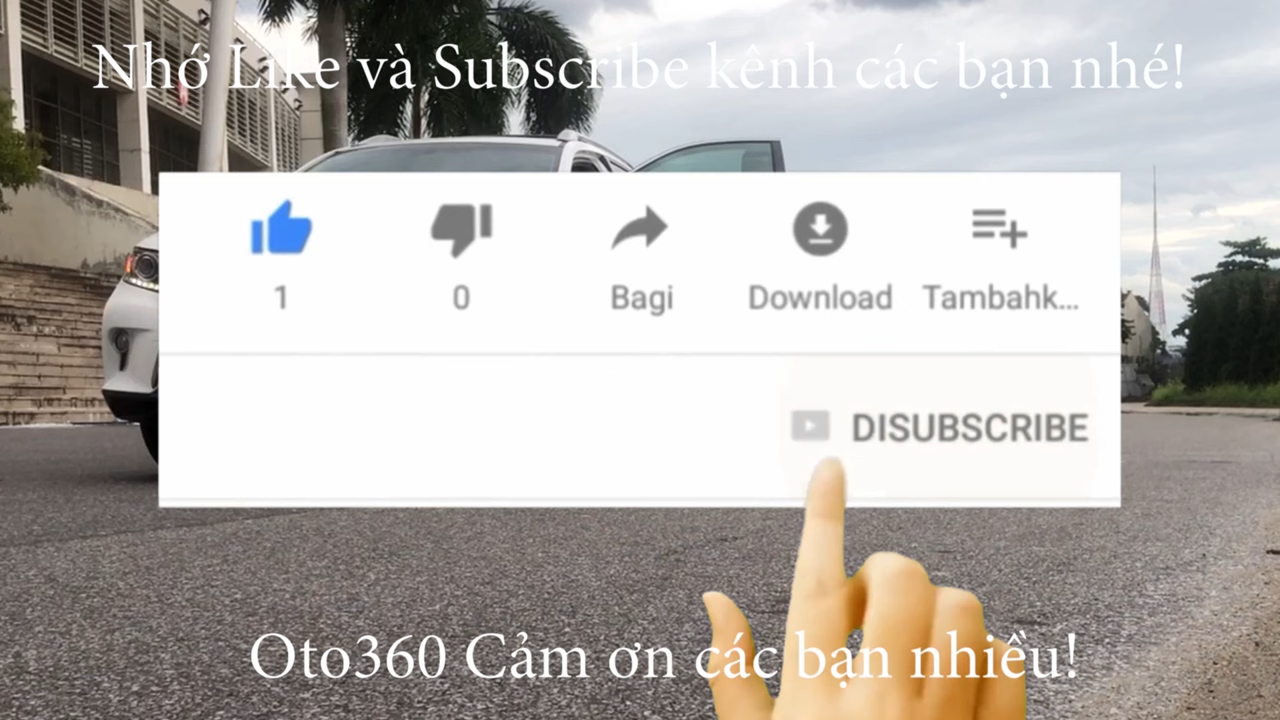 Nhớ Like và Subscribe kênh các bạn nhé!
1 0 Bagi Download Tambahk...
DISUBSCRIBE
Oto360 Cảm ơn các bạn nhiều!